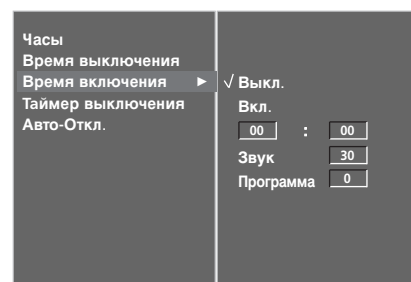 Часы
Время выключения
Время включения ►
Таймер выключения
Авто-Откл.
√ Выкл.
Вкл.
00 : 00
Звук 30
Программа 0